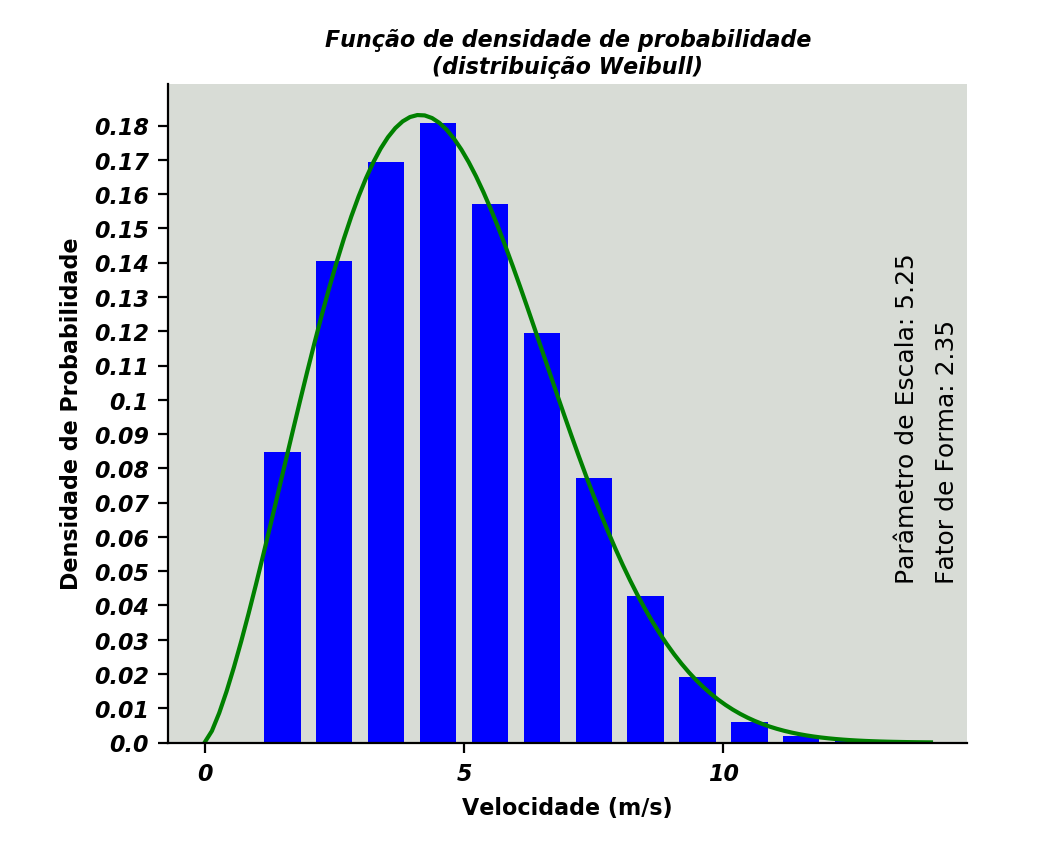 Função de densidade de probabilidade
(distribuição Weibull)
Densidade de Probabilidade
0.18
0.17
0.16
0.15
0.14
0.13
0.12
0.11
0.1
0.09
0.08
0.07
0.06
0.05
0.04
0.03
0.02
0.01
0.0
Parâmetro de Escala: 5.25
Fator de Forma: 2.35
0 5 10
Velocidade (m/s)